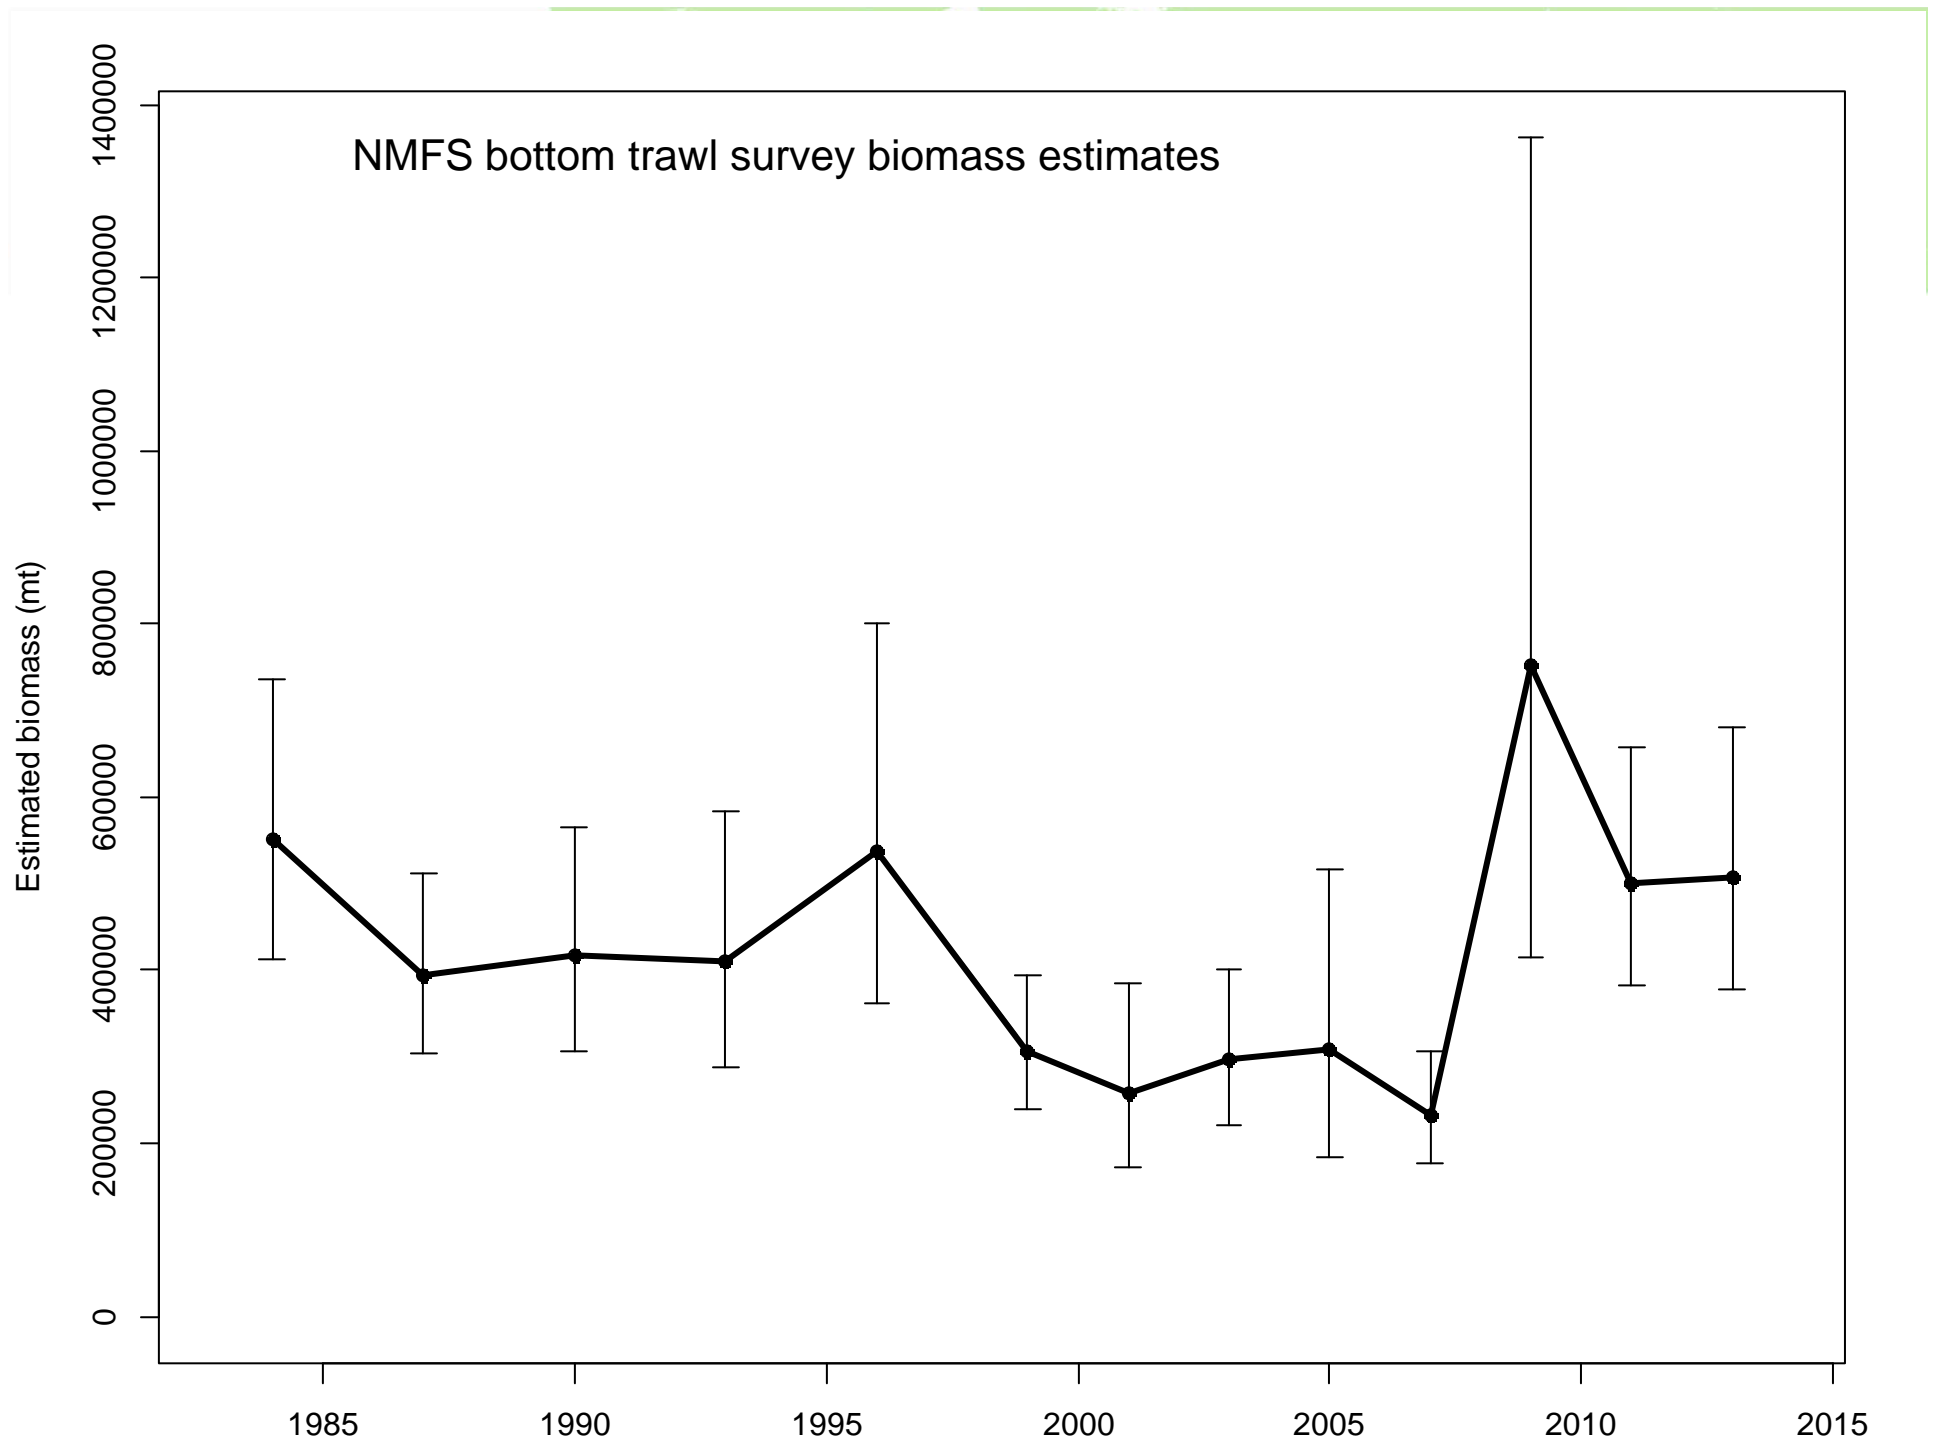 NMFS bottom trawl survey biomass estimates
Estimated biomass (mt)
1400000
1200000
1000000
800000
600000
400000
200000
0
1985 1990 1995 2000 2005 2010 2015